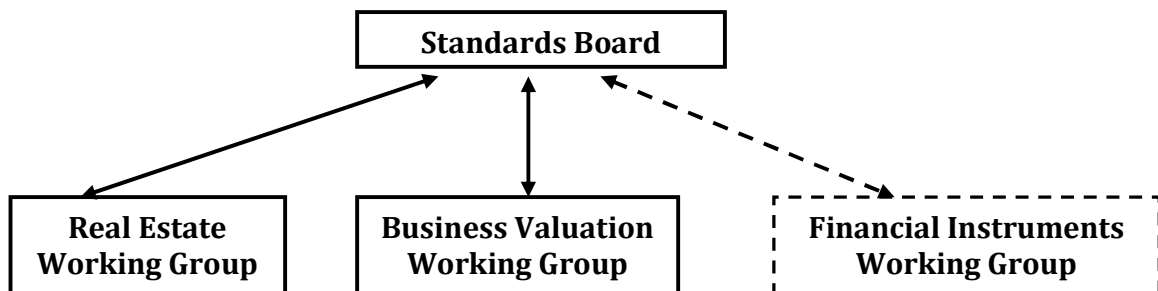 Standards Board
Real Estate
Working Group
Business Valuation
Working Group
Financial Instruments
Working Group